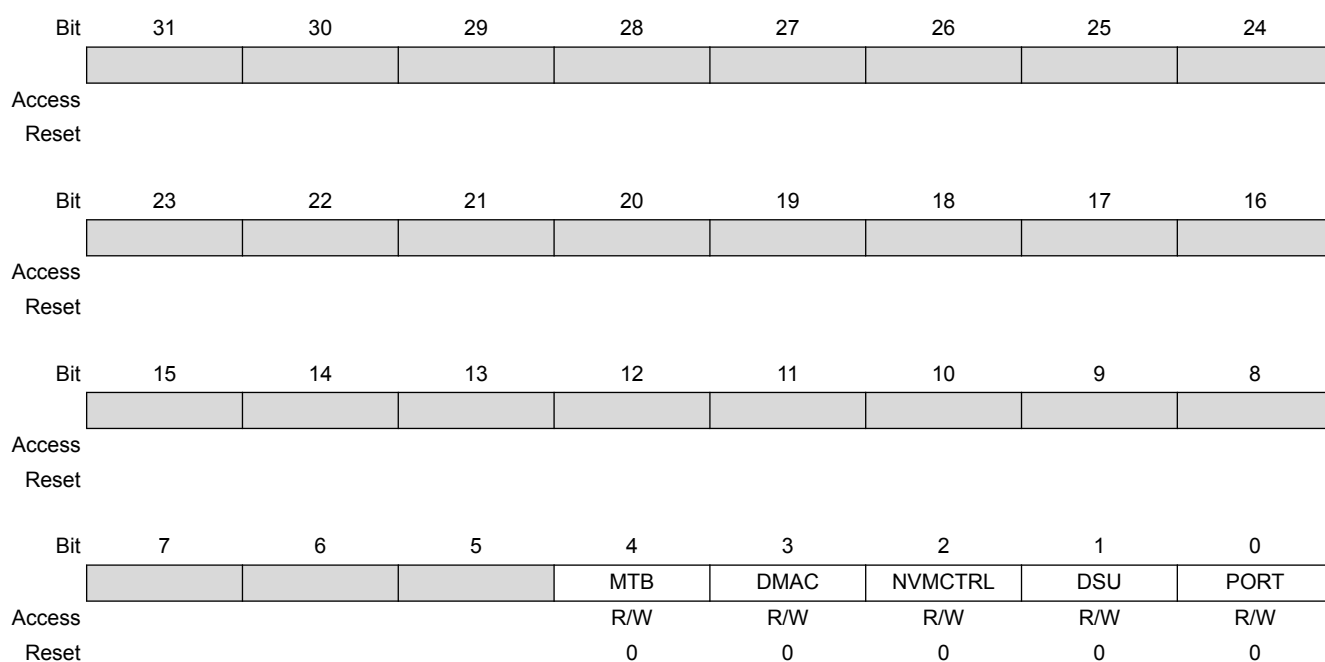 Bit 31 30 29 28 27 26 25 24
Access
Reset
Bit 23 22 21 20 19 18 17 16
Access
Reset
Bit 15 14 13 12 11 10 9 8
Access
Reset
Bit 7 6 5 4 3 2 1 0
MTB DMAC NVMCTRL DSU PORT
Access R/W R/W R/W R/W R/W
Reset 0 0 0 0 0